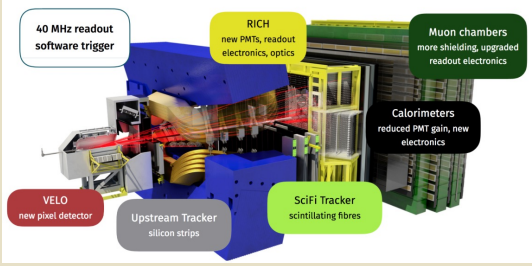 40 MHz readout
software trigger
RICH
new PMTs, readout
electronics, optics
Muon chambers
more shielding, upgraded
readout electronics
Calorimeters
reduced PMT gain, new
electronics
VELO
new pixel detector
Upstream Tracker
silicon strips
SciFi Tracker
scintillating fibres